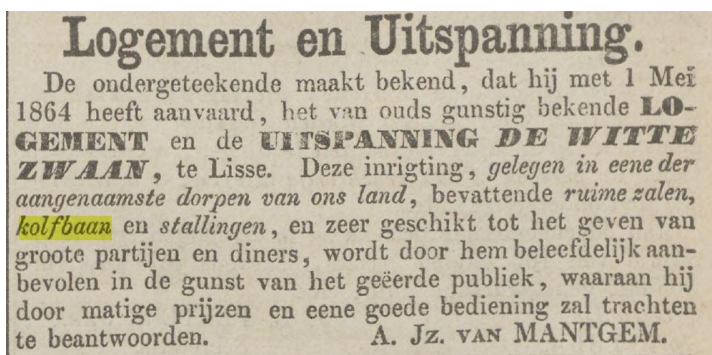 Logement en Uitspanning.
De ondergeteekende maakt bekend, dat hij met 1 Mei
1864 heeft aanvaard, het van ouds gunstig bekende LO-
GEMENT en de UITSPANNING DE WITTE
ZWAAN, te Lisse. Deze inrigting, gelegen in eene der
aangenaamste dorpen van ons land, bevattende ruime zalen,
kolfbaan en stallingen, en zeer geschikt tot het geven van
groote partijen en diners, wordt door hem beleefdelijk aan-
bevolen in de gunst van het geëerde publiek, waaraan hij
door matige prijzen en eene goede bediening zal trachten
te beantwoorden. A. Jz. VAN MANTGEM.